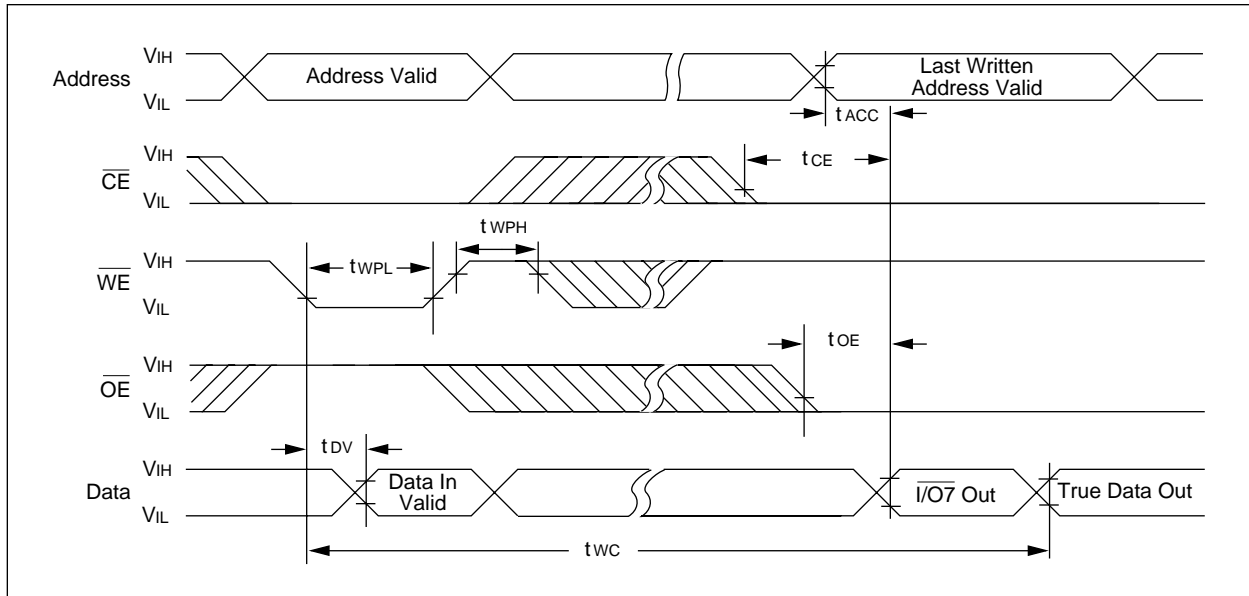 Address
VIH
VIL
Address Valid
Last Written
Address Valid
tACC
CE
VIH
VIL
tCE
WE
VIH
VIL
tWPL
tWPH
OE
VIH
VIL
tOE
Data
VIH
VIL
tDV
Data In
Valid
I/O7 Out
True Data Out
tWC